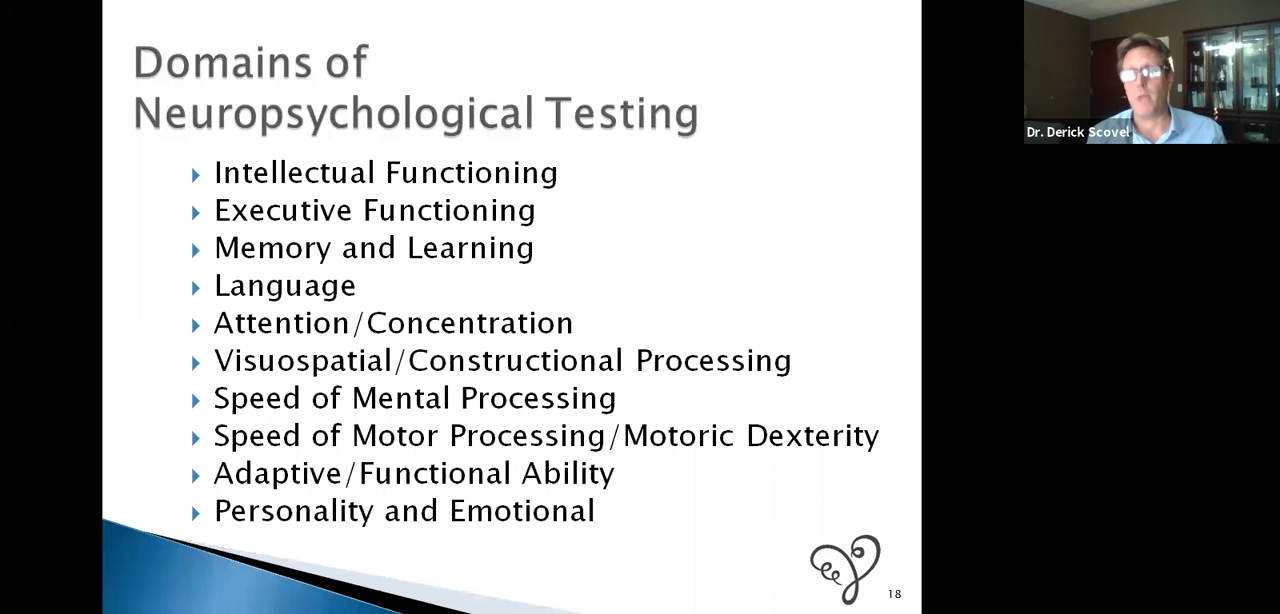 Domains of
Neuropsychological Testing
Intellectual Functioning
Executive Functioning
Memory and Learning
Language
Attention/Concentration
Visuospatial/Constructional Processing
Speed of Mental Processing
Speed of Motor Processing/Motoric Dexterity
Adaptive/Functional Ability
Personality and Emotional
18
Dr. Derick Scovel